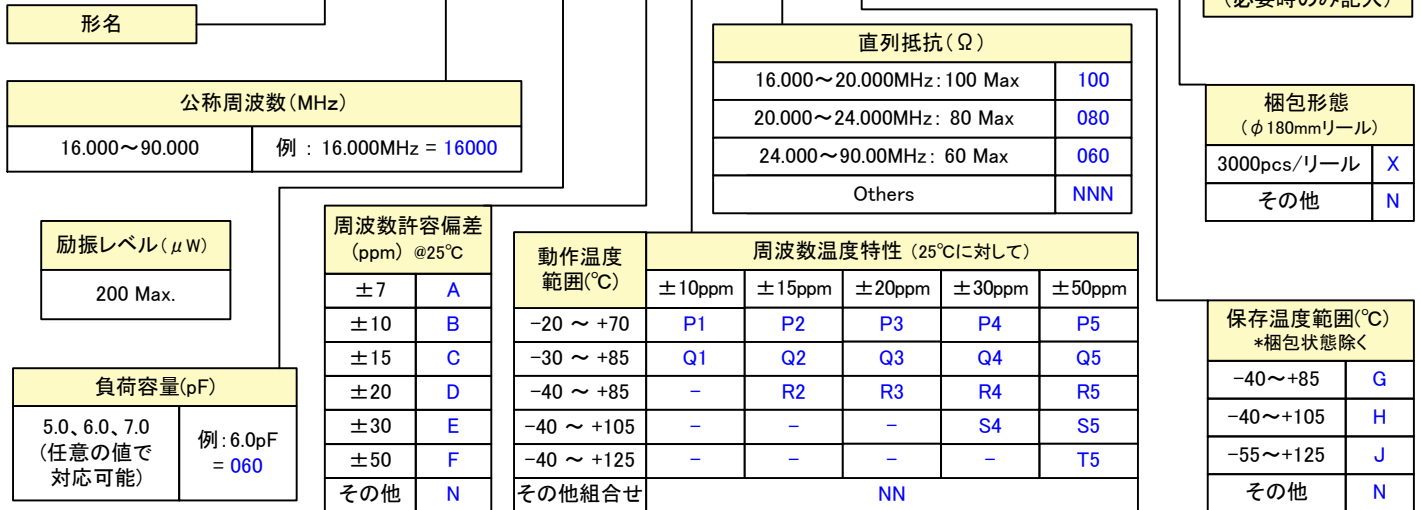 (必要時のみ記入)
形名
直列抵抗(Ω)
16.000～20.000MHz:100 Max 100
20.000～24.000MHz: 80 Max 080
24.000～90.00MHz: 60 Max 060
Others NNN
公称周波数(MHz)
16.000～90.000 例 : 16.000MHz = 16000
梱包形態
(φ180mmリール)
3000pcs/リール X
その他 N
励振レベル(μW)
200 Max.
周波数許容偏差
(ppm) @25℃
±7 A
±10 B
±15 C
±20 D
±30 E
±50 F
その他 N
動作温度
範囲(℃)
周波数温度特性 (25℃に対して)
±10ppm ±15ppm ±20ppm ±30ppm ±50ppm
-20 ～ +70 P1 P2 P3 P4 P5
-30 ～ +85 Q1 Q2 Q3 Q4 Q5
-40 ～ +85 - R2 R3 R4 R5
-40 ～ +105 - - - S4 S5
-40 ～ +125 - - - - T5
その他組合せ NN
負荷容量(pF)
5.0、6.0、7.0
(任意の値で
対応可能)
例:6.0pF
= 060
保存温度範囲(℃)
*梱包状態除く
-40～+85 G
-40～+105 H
-55～+125 J
その他 N